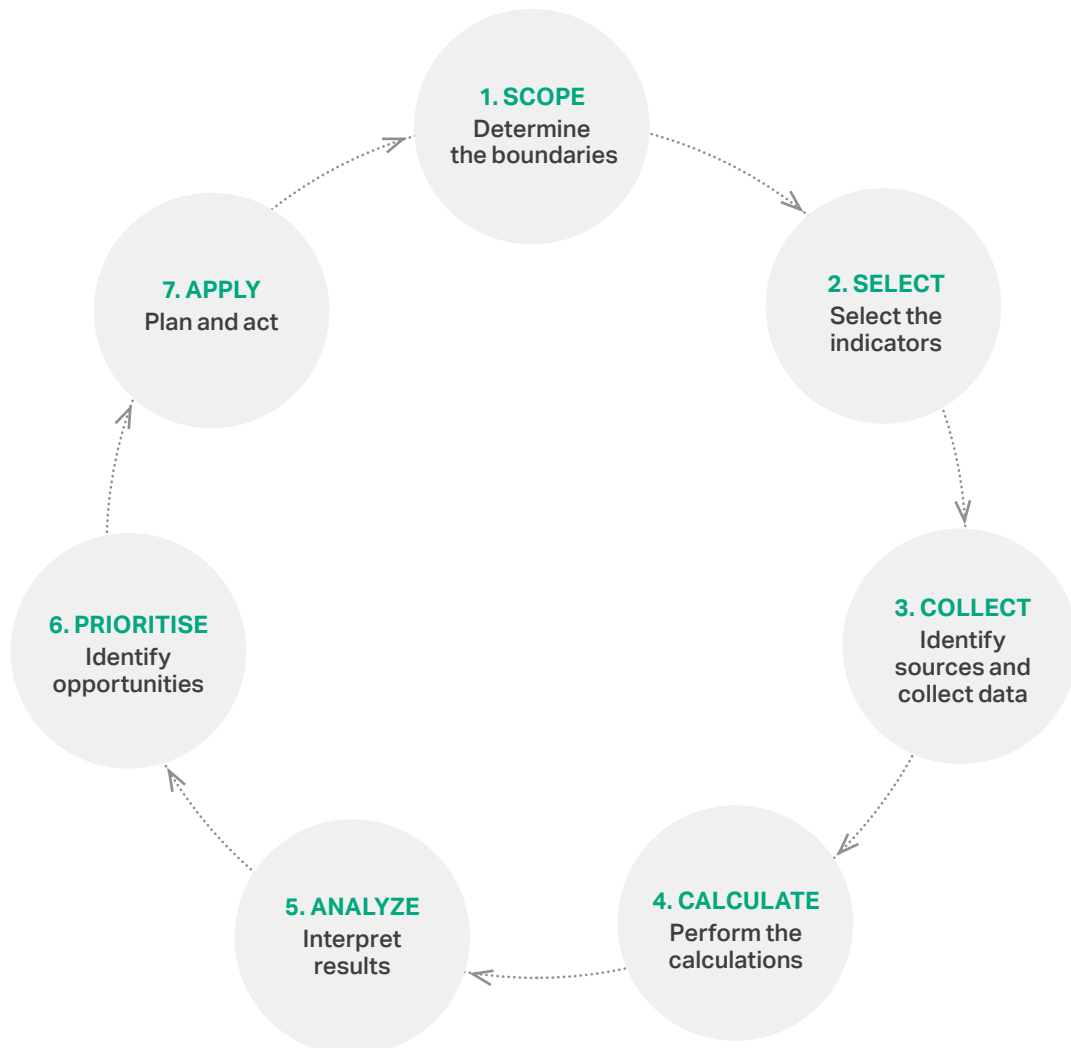 1. SCOPE
Determine
the boundaries
2. SELECT
Select the
indicators
3. COLLECT
Identify
sources and
collect data
4. CALCULATE
Perform the
calculations
5. ANALYZE
Interpret
results
6. PRIORITISE
Identify
opportunities
7. APPLY
Plan and act